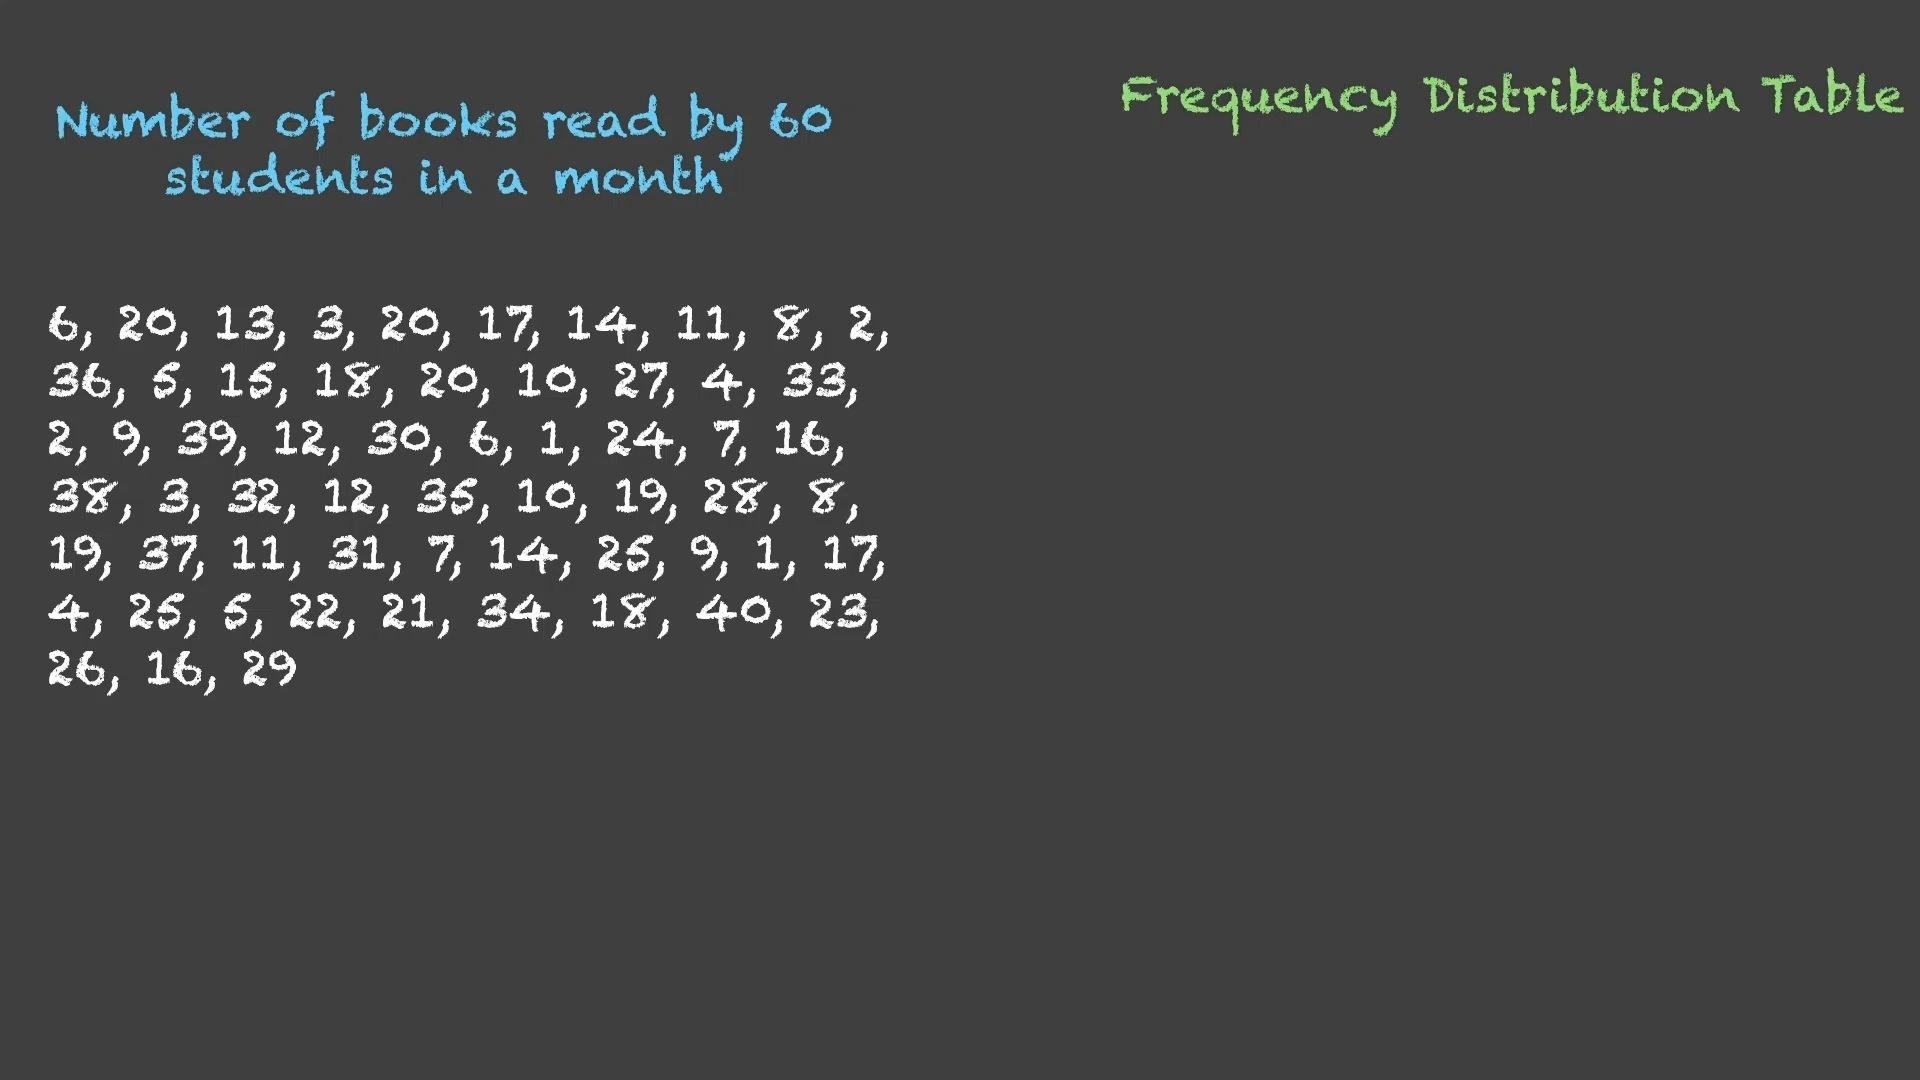 Number of books read by 60
students in a month
Frequency Distribution Table
6, 20, 13, 3, 20, 17, 14, 11, 8, 2,
36, 5, 15, 18, 20, 10, 27, 4, 33,
2, 9, 39, 12, 30, 6, 1, 24, 7, 16,
38, 3, 32, 12, 35, 10, 19, 28, 8,
19, 37, 11, 31, 7, 14, 25, 9, 1, 17,
4, 25, 5, 22, 21, 34, 18, 40, 23,
26, 16, 29